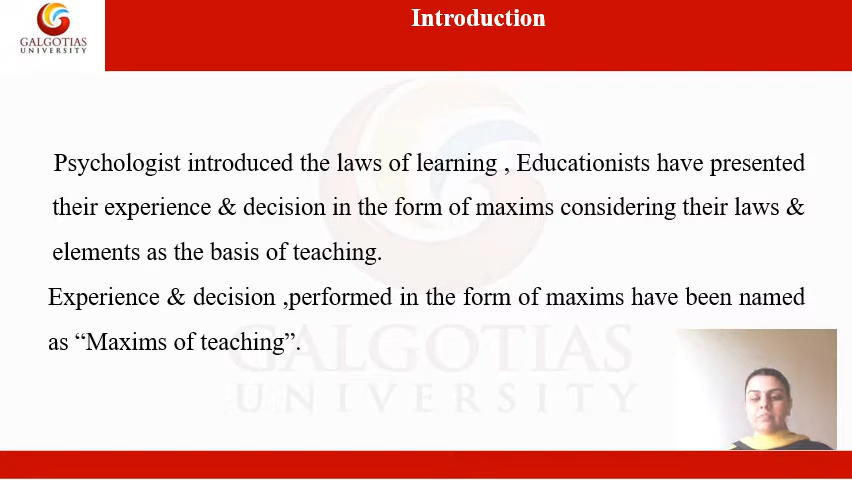 Introduction
GALGOTIAS
UNIVERSITY
Psychologist introduced the laws of learning , Educationists have presented
their experience & decision in the form of maxims considering their laws &
elements as the basis of teaching.
Experience & decision ,performed in the form of maxims have been named
as “Maxims of teaching”.
GALGOTIAS
UNIVERSITY